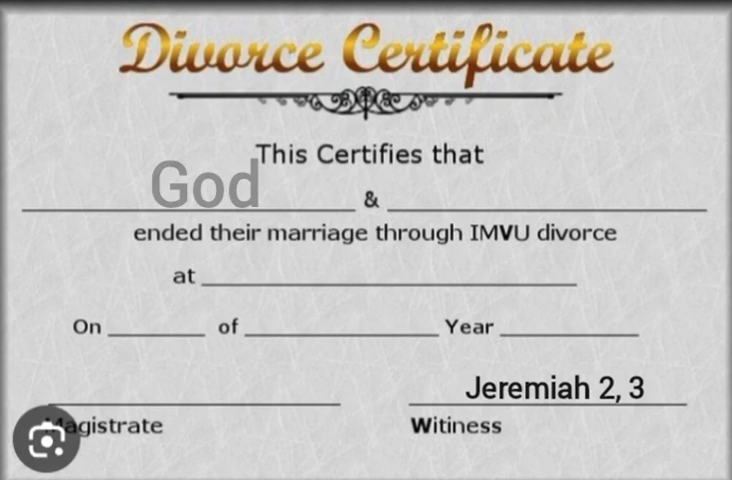 Divorce Certificate
This Certifies that
God
&
ended their marriage through IMVU divorce
at
On of Year
Jeremiah 2, 3
Magistrate Witiness